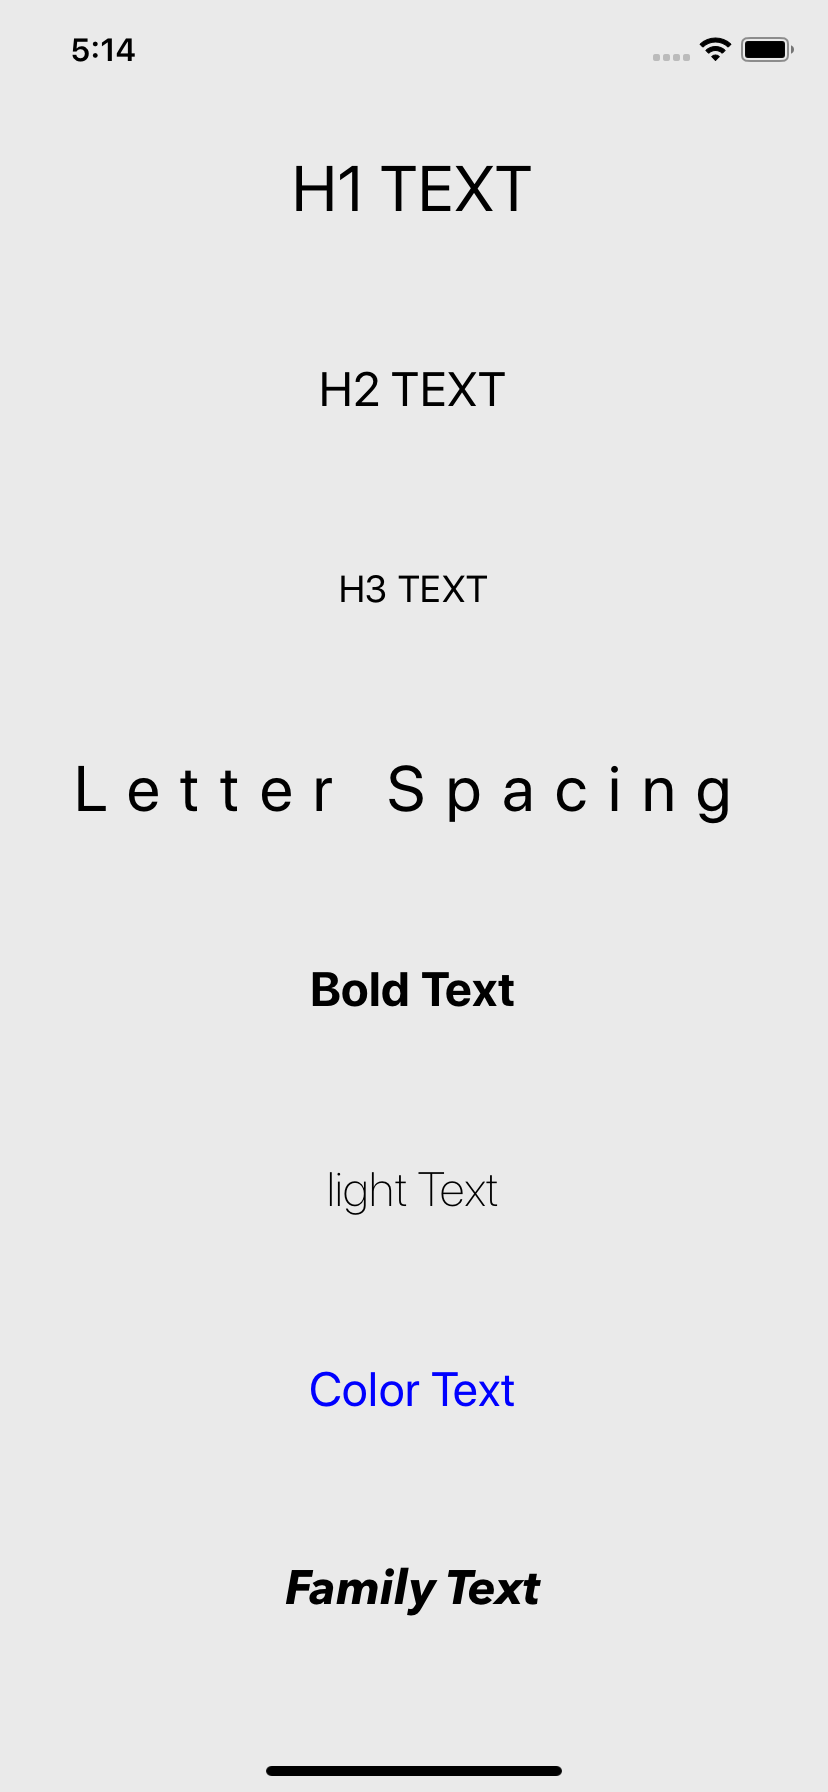 5:14
H1 TEXT
H2 TEXT
H3 TEXT
Letter Spacing
Bold Text
light Text
Color Text
Family Text